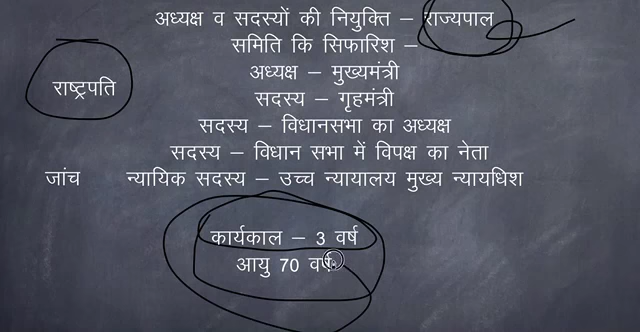 अध्यक्ष व सदस्यों की नियुक्ति – राज्यपाल
समिति कि सिफारिश –
अध्यक्ष – मुख्यमंत्री
राष्ट्रपति
सदस्य – गृहमंत्री
सदस्य – विधानसभा का अध्यक्ष
सदस्य – विधान सभा में विपक्ष का नेता
जांच न्यायिक सदस्य – उच्च न्यायालय मुख्य न्यायधिश
कार्यकाल – 3 वर्ष
आयु 70 वर्ष